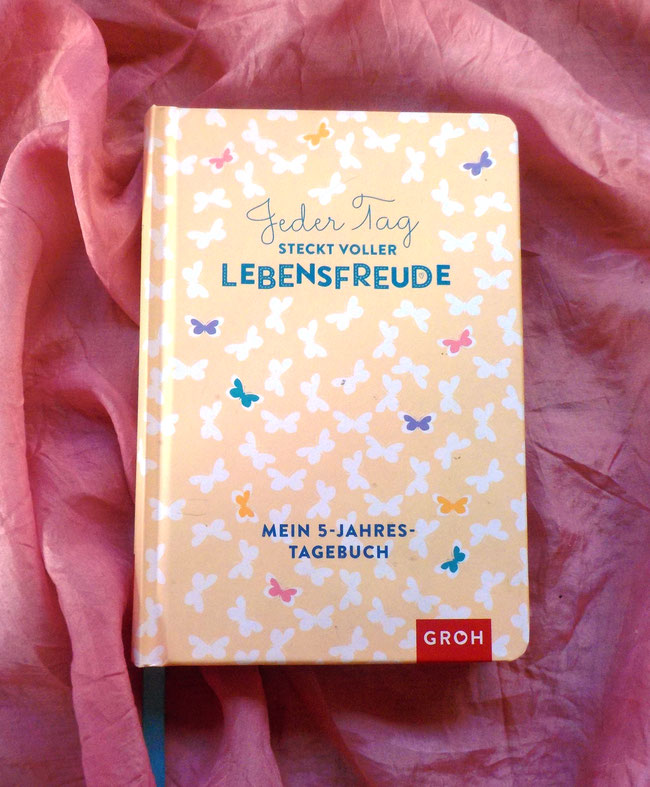 Jeder Tag
STECKT VOLLER
LEBENSFREUDE
MEIN 5-JAHRES-
TAGEBUCH
GROH